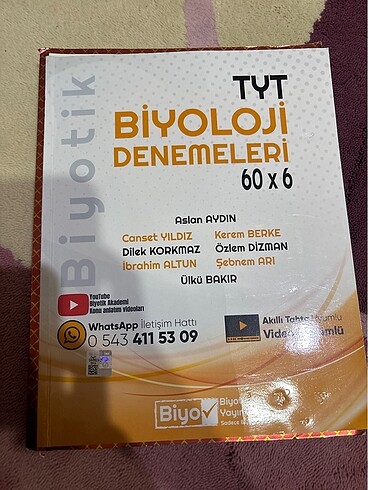 Biyotik
TYT
BİYOLOJİ
DENEMELERİ
60 x 6
Aslan AYDIN
Canset YILDIZ Kerem BERKE
Dilek KORKMAZ Özlem DİZMAN
İbrahim ALTUN Şebnem ARI
Ülkü BAKIR
YouTube
Biyotik Akademi
Konu anlatım videoları
WhatsApp İletişim Hattı
0 543 411 53 09
Akıllı Tahta
Video
Biyo
Sadece